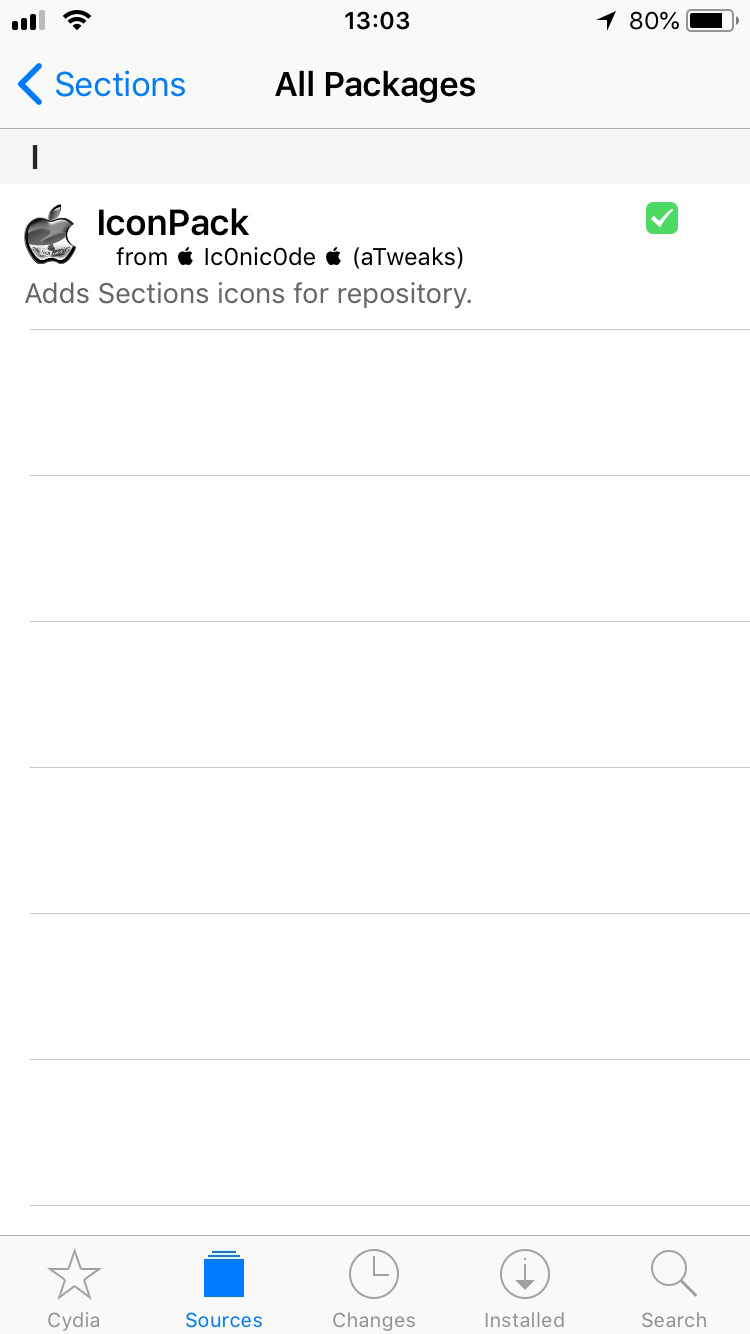 13:03
80%
Sections
All Packages
I
IconPack
from  Ic0nic0de  (aTweaks)
Adds Sections icons for repository.
Cydia
Sources
Changes
Installed
Search